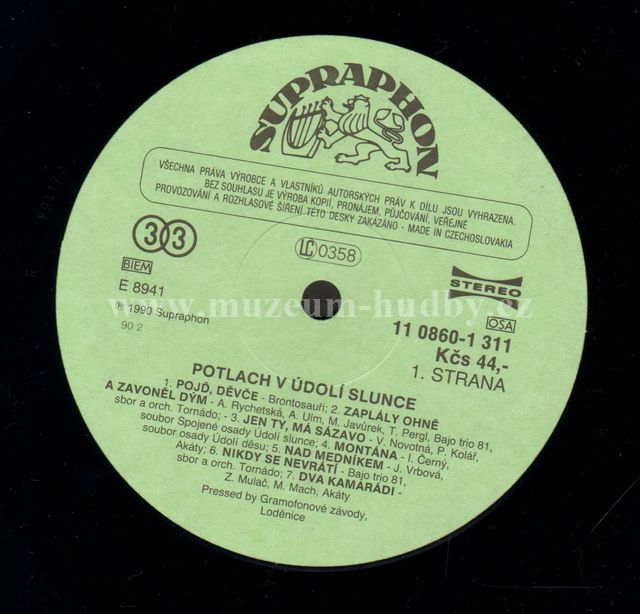 SUPRAPHON
VŠECHNA PRÁVA VÝROBCE A VLASTNÍKŮ AUTORSKÝCH PRÁV K DÍLU JSOU VYHRAZENA.
BEZ SOUHLASU JE VÝROBA KOPIÍ, PRONÁJEM, PŮJČOVÁNÍ, VEŘEJNÉ
PROVOZOVÁNÍ A ROZHLASOVÉ ŠÍŘENÍ TÉTO DESKY ZAKÁZÁNO - MADE IN CZECHOSLOVAKIA
33
LC 0358
BIEM
STEREO
E 8941
www.muzeum-hudby.cz
℗ 1990 Supraphon
OSA
90 2
11 0860-1 311
Kčs 44,-
1. STRANA
POTLACH V ÚDOLÍ SLUNCE
1. POJĎ, DĚVČE - Brontosauři; 2. ZAPLÁLY OHNĚ
A ZAVONĚL DÝM - A. Rychetská, A. Ulm, M. Javůrek, T. Pergl, Bajo trio 81,
sbor a orch. Tornádo; 3. JEN TY, MÁ SÁZAVO - V. Novotná, P. Kolář,
soubor Spojené osady Údolí slunce; 4. MONTANA - I. Černý,
soubor osady Údolí děsu; 5. NAD MEDNÍKEM - J. Vrbová,
Akáty; 6. NIKDY SE NEVRÁTÍ - Bajo trio 81,
sbor a orch. Tornádo; 7. DVA KAMARÁDI -
Z. Mulač, M. Mach, Akáty
Pressed by Gramofonové závody,
Loděnice